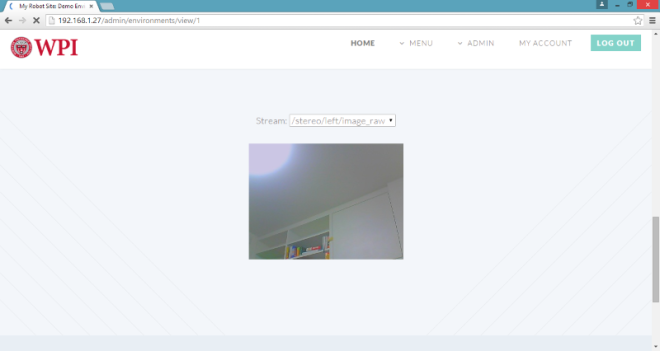 My Robot Site: Demo Env
192.168.1.27/admin/environments/view/1
WPI
HOME
MENU
ADMIN
MY ACCOUNT
LOG OUT
Stream: /stereo/left/image_raw